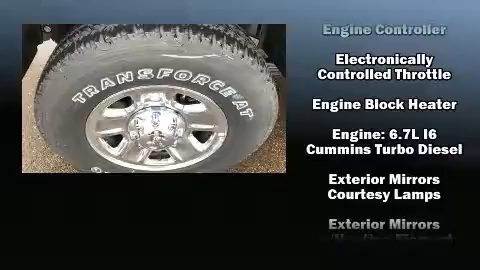 TRANSFORCE AT
Engine Controller
Electronically
Controlled Throttle
Engine Block Heater
Engine: 6.7L I6
Cummins Turbo Diesel
Exterior Mirrors
Courtesy Lamps
Exterior Mirrors